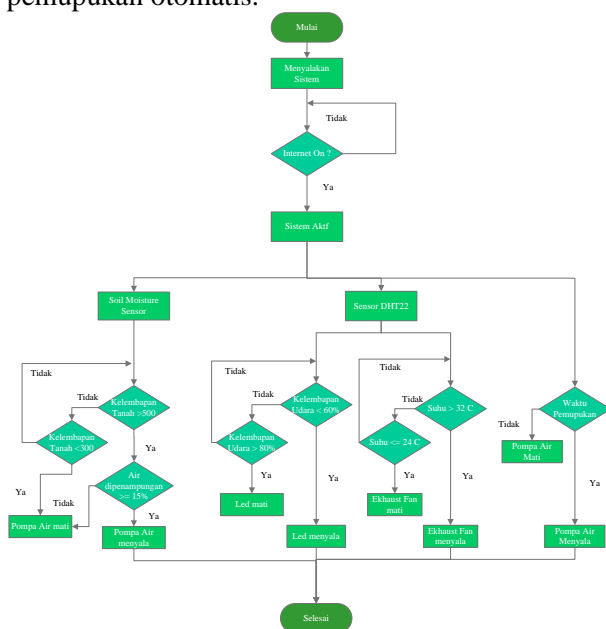 pemupukan otomatis.
Mulai
Menyalakan
Sistem
Tidak
Internet On ?
Ya
Sistem Aktf
Soil Moisture
Sensor
Sensor DHT22
Tidak
Tidak
Tidak
Tidak
Kelembapan
Tanah >500
Kelembapan
Tanah <300
Ya
Ya
Tidak
Air
dipenampungan
>= 15%
Ya
Pompa Air mati
Pompa Air
menyala
Tidak
Kelembapan
Udara < 60%
Kelembapan
Udara > 80%
Ya
Ya
Led mati
Led menyala
Tidak
Suhu > 32 C
Suhu <= 24 C
Ya
Ya
Ekhaust Fan
mati
Ekhaust Fan
menyala
Waktu
Pemupukan
Tidak
Pompa Air
Mati
Ya
Pompa Air
Menyala
Selesai